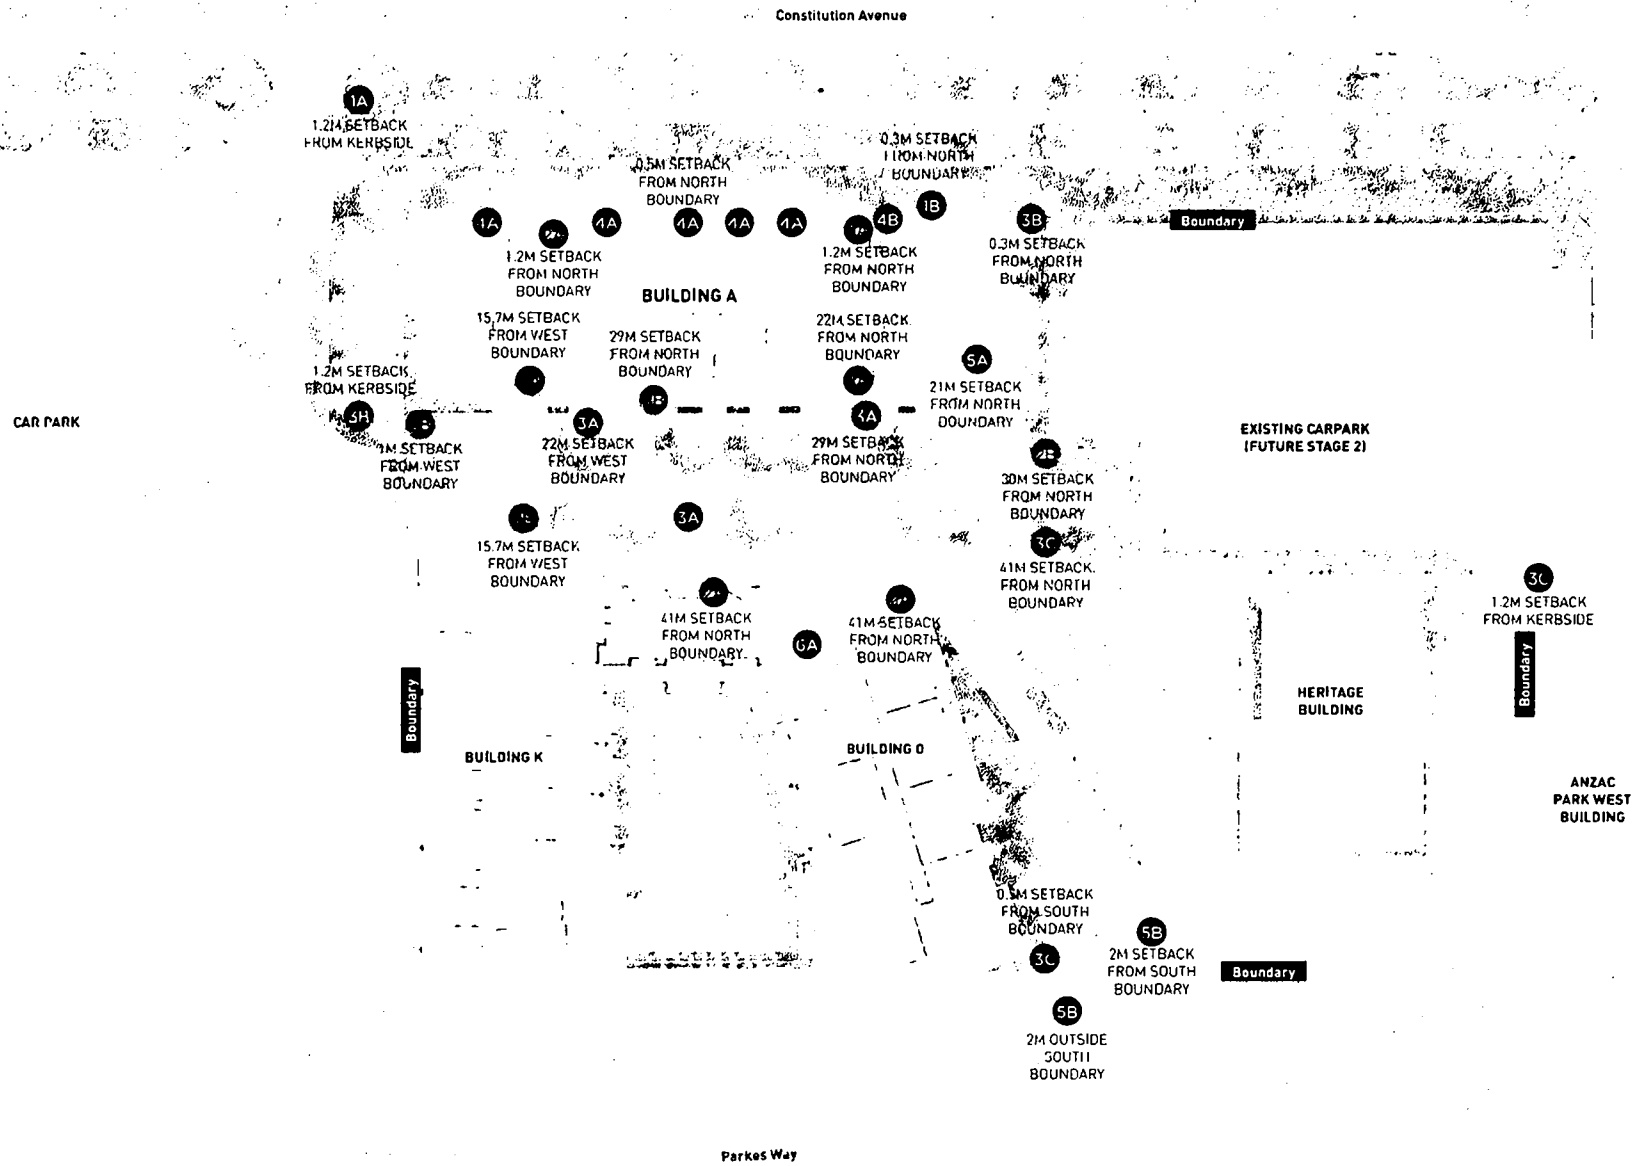 Constitution Avenue
1A
1.2M SETBACK
FROM KERBSIDE
0.3M SETBACK
FROM NORTH
BOUNDARY
0.5M SETBACK
FROM NORTH
BOUNDARY
4A
4A
4A
4A
4B
1B
3B
Boundary
1.2M SETBACK
FROM NORTH
BOUNDARY
1.2M SETBACK
FROM NORTH
BOUNDARY
0.3M SETBACK
FROM NORTH
BOUNDARY
BUILDING A
15.7M SETBACK
FROM WEST
BOUNDARY
29M SETBACK
FROM NORTH
BOUNDARY
22M SETBACK
FROM NORTH
BOUNDARY
5A
21M SETBACK
FROM NORTH
BOUNDARY
1.2M SETBACK
FROM KERBSIDE
CAR PARK
3A
3A
SETBACK
FROM WEST
BOUNDARY
22M SETBACK
FROM WEST
BOUNDARY
29M SETBACK
FROM NORTH
BOUNDARY
EXISTING CARPARK
(FUTURE STAGE 2)
30M SETBACK
FROM NORTH
BOUNDARY
3A
15.7M SETBACK
FROM WEST
BOUNDARY
3C
41M SETBACK
FROM NORTH
BOUNDARY
3C
1.2M SETBACK
FROM KERBSIDE
41M SETBACK
FROM NORTH
BOUNDARY
6A
41M SETBACK
FROM NORTH
BOUNDARY
Boundary
Boundary
HERITAGE
BUILDING
BUILDING K
BUILDING D
ANZAC
PARK WEST
BUILDING
SETBACK
FROM SOUTH
BOUNDARY
3C
5B
2M SETBACK
FROM SOUTH
BOUNDARY
Boundary
5B
2M OUTSIDE
SOUTH
BOUNDARY
Parkes Way